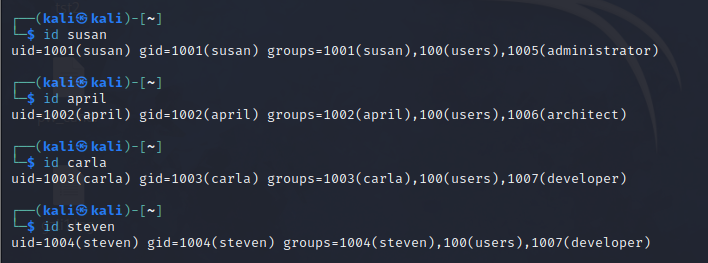 ┌──(kali㉿kali)-[~]
└─$ id susan
uid=1001(susan) gid=1001(susan) groups=1001(susan),100(users),1005(administrator)
┌──(kali㉿kali)-[~]
└─$ id april
uid=1002(april) gid=1002(april) groups=1002(april),100(users),1006(architect)
┌──(kali㉿kali)-[~]
└─$ id carla
uid=1003(carla) gid=1003(carla) groups=1003(carla),100(users),1007(developer)
┌──(kali㉿kali)-[~]
└─$ id steven
uid=1004(steven) gid=1004(steven) groups=1004(steven),100(users),1007(developer)